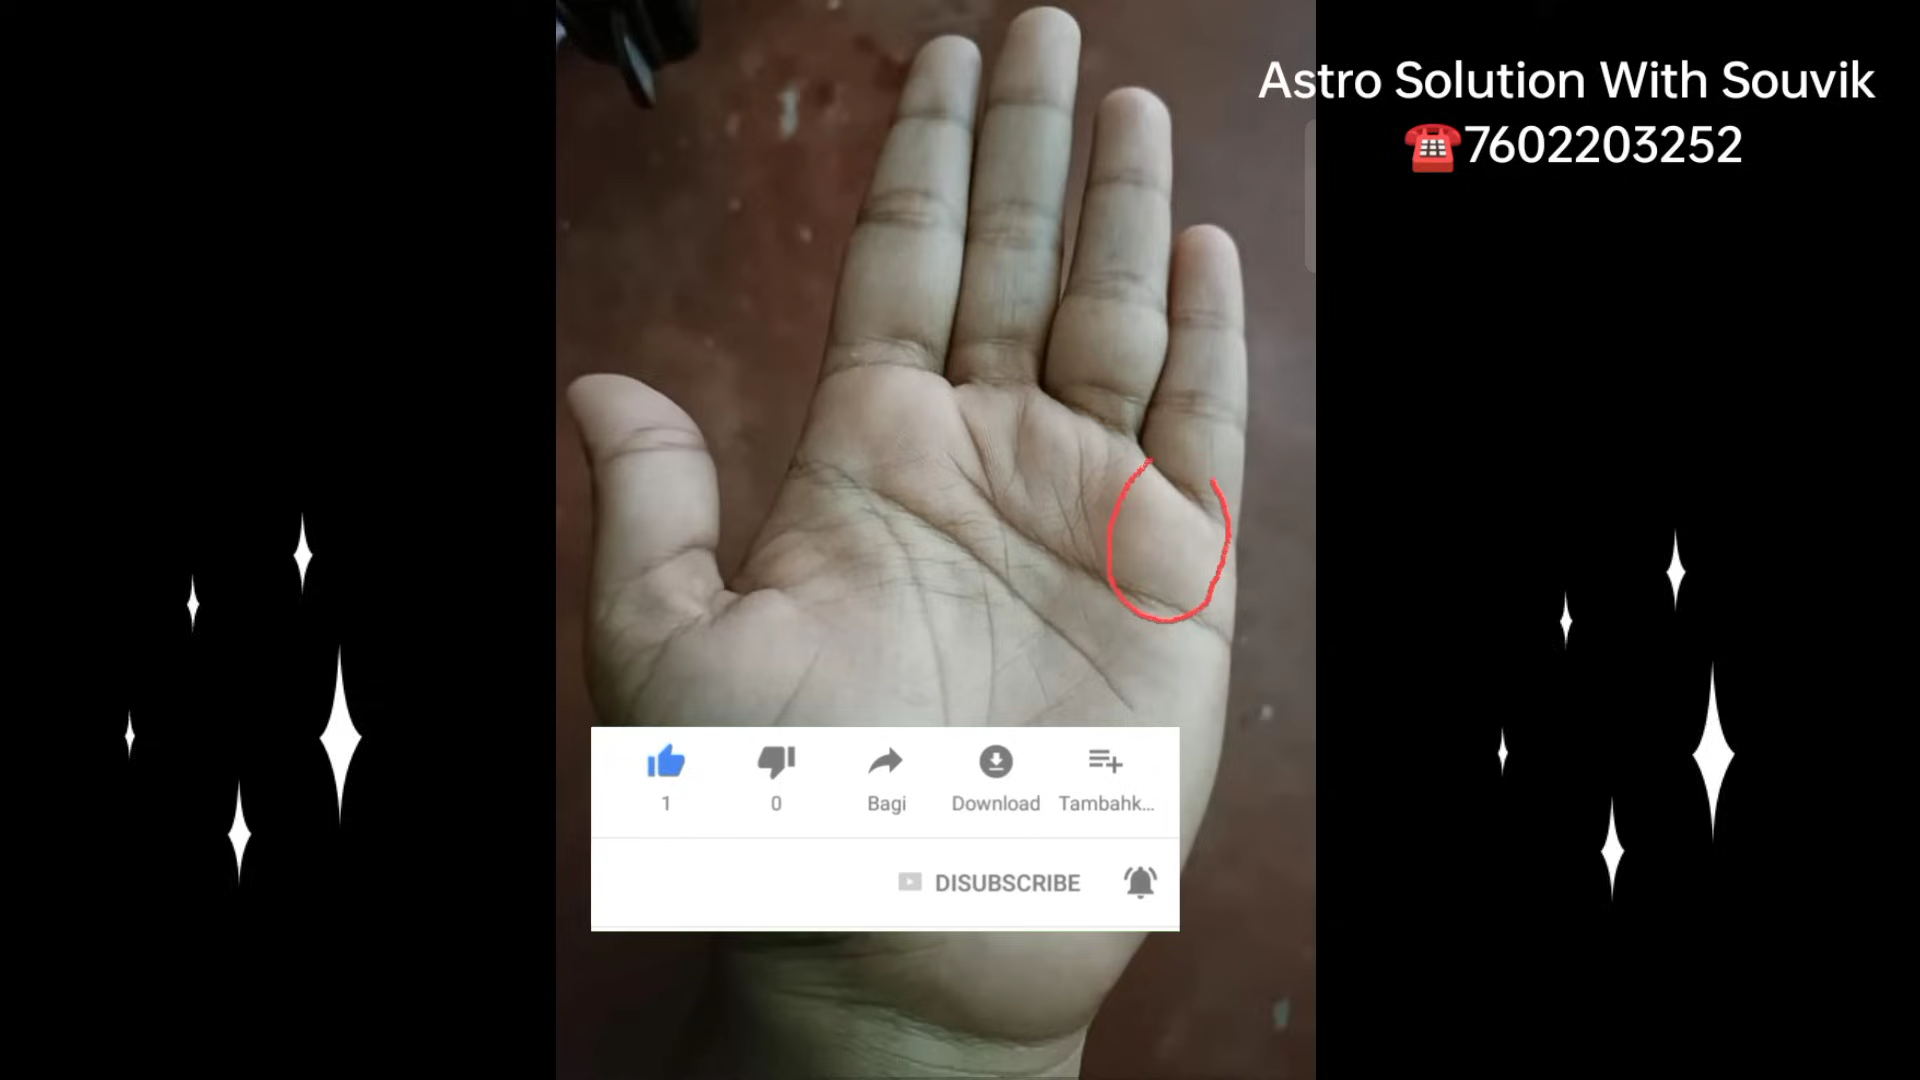 Astro Solution With Souvik
☎️7602203252
1
0
Bagi
Download
Tambahk...
DISUBSCRIBE